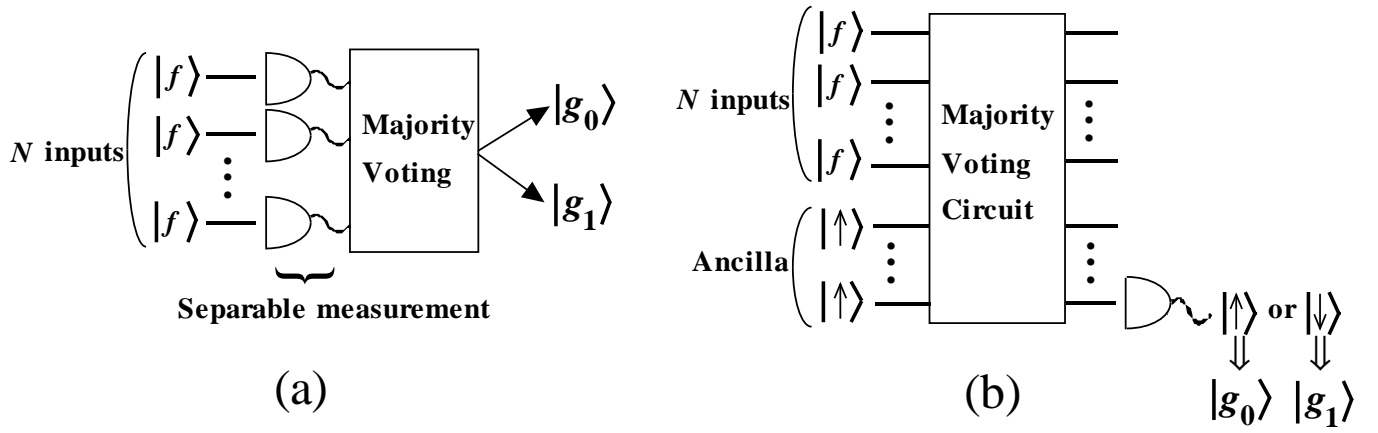 N inputs
|f⟩
|f⟩
|f⟩
Majority
Voting
|g₀⟩
|g₁⟩
Separable measurement
(a)
N inputs
|f⟩
|f⟩
|f⟩
Ancilla
|↑⟩
|↑⟩
Majority
Voting
Circuit
|↑⟩ or |↓⟩
|g₀⟩ |g₁⟩
(b)